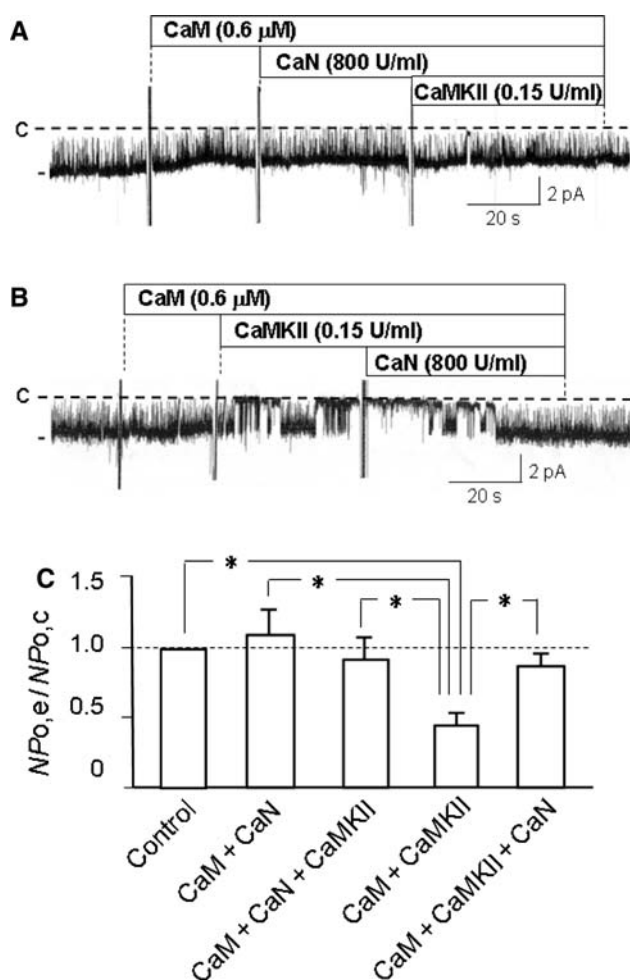 A
CaM (0.6 μM)
CaN (800 U/ml)
CaMKII (0.15 U/ml)
C
-
2 pA
20 s
B
CaM (0.6 μM)
CaMKII (0.15 U/ml)
CaN (800 U/ml)
C
-
2 pA
20 s
C
NPo,e / NPo,c
1.5
1.0
0.5
0
*
*
*
*
Control
CaM + CaN
CaM + CaN + CaMKII
CaM + CaMKII
CaM + CaMKII + CaN